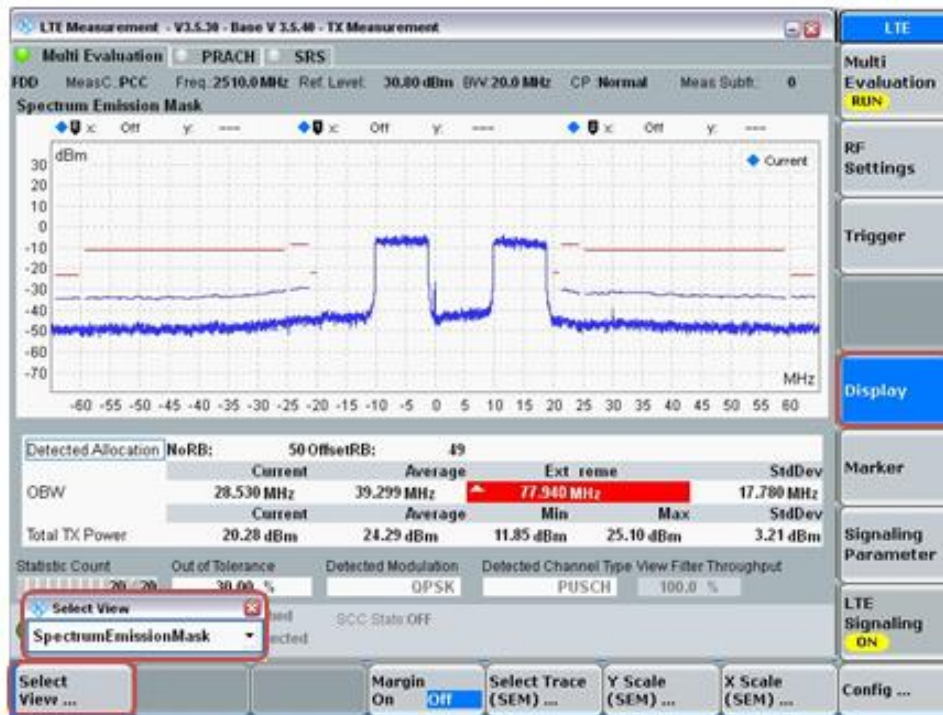 LTE Measurement - V3.5.30 - Base V 3.5.40 - TX Measurement
LTE
Multi Evaluation PRACH SRS
FDD MeasC.:PCC Freq.:2510.0 MHz Ref. Level: 30.80 dBm BW:20.0 MHz CP :Normal Meas Subfr.: 0
Spectrum Emission Mask
x: Off y: --- x: Off y: --- x: Off y: ---
dBm
Current
30
20
10
0
-10
-20
-30
-40
-50
-60
-70
MHz
-60 -55 -50 -45 -40 -35 -30 -25 -20 -15 -10 -5 0 5 10 15 20 25 30 35 40 45 50 55 60
Detected Allocation NoRB: 50 OffsetRB: 49
Current Average Ext reme StdDev
OBW 28.530 MHz 39.299 MHz 77.940 MHz 17.780 MHz
Current Average Min Max StdDev
Total TX Power 20.28 dBm 24.29 dBm 11.85 dBm 25.10 dBm 3.21 dBm
Statistic Count Out of Tolerance Detected Modulation Detected Channel Type View Filter Throughput
20 / 20 30.00 % QPSK PUSCH 100.0 %
Select View
SpectrumEmissionMask
SCC State:OFF
Select View ...
Margin On Off
Select Trace (SEM) ...
Y Scale (SEM) ...
X Scale (SEM) ...
Config ...
Multi Evaluation
RUN
RF Settings
Trigger
Display
Marker
Signaling Parameter
LTE Signaling
ON